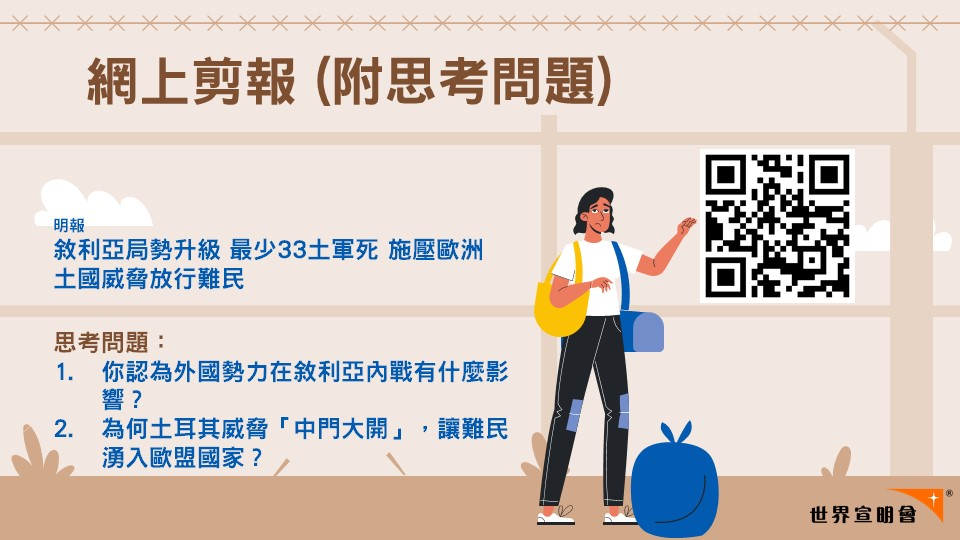 網上剪報 (附思考問題)
明報
敘利亞局勢升級 最少33土軍死 施壓歐洲
土國威脅放行難民
思考問題：
1. 你認為外國勢力在敘利亞內戰有什麼影
響？
2. 為何土耳其威脅「中門大開」，讓難民
湧入歐盟國家？
世界宣明會®